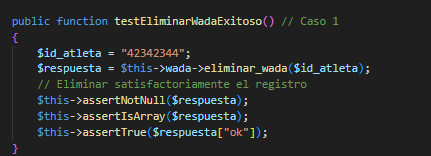 public function testEliminarWadaExitoso() // Caso 1
{
$id_atleta = "42342344";
$respuesta = $this->wada->eliminar_wada($id_atleta);
// Eliminar satisfactoriamente el registro
$this->assertNotNull($respuesta);
$this->assertIsArray($respuesta);
$this->assertTrue($respuesta["ok"]);
}